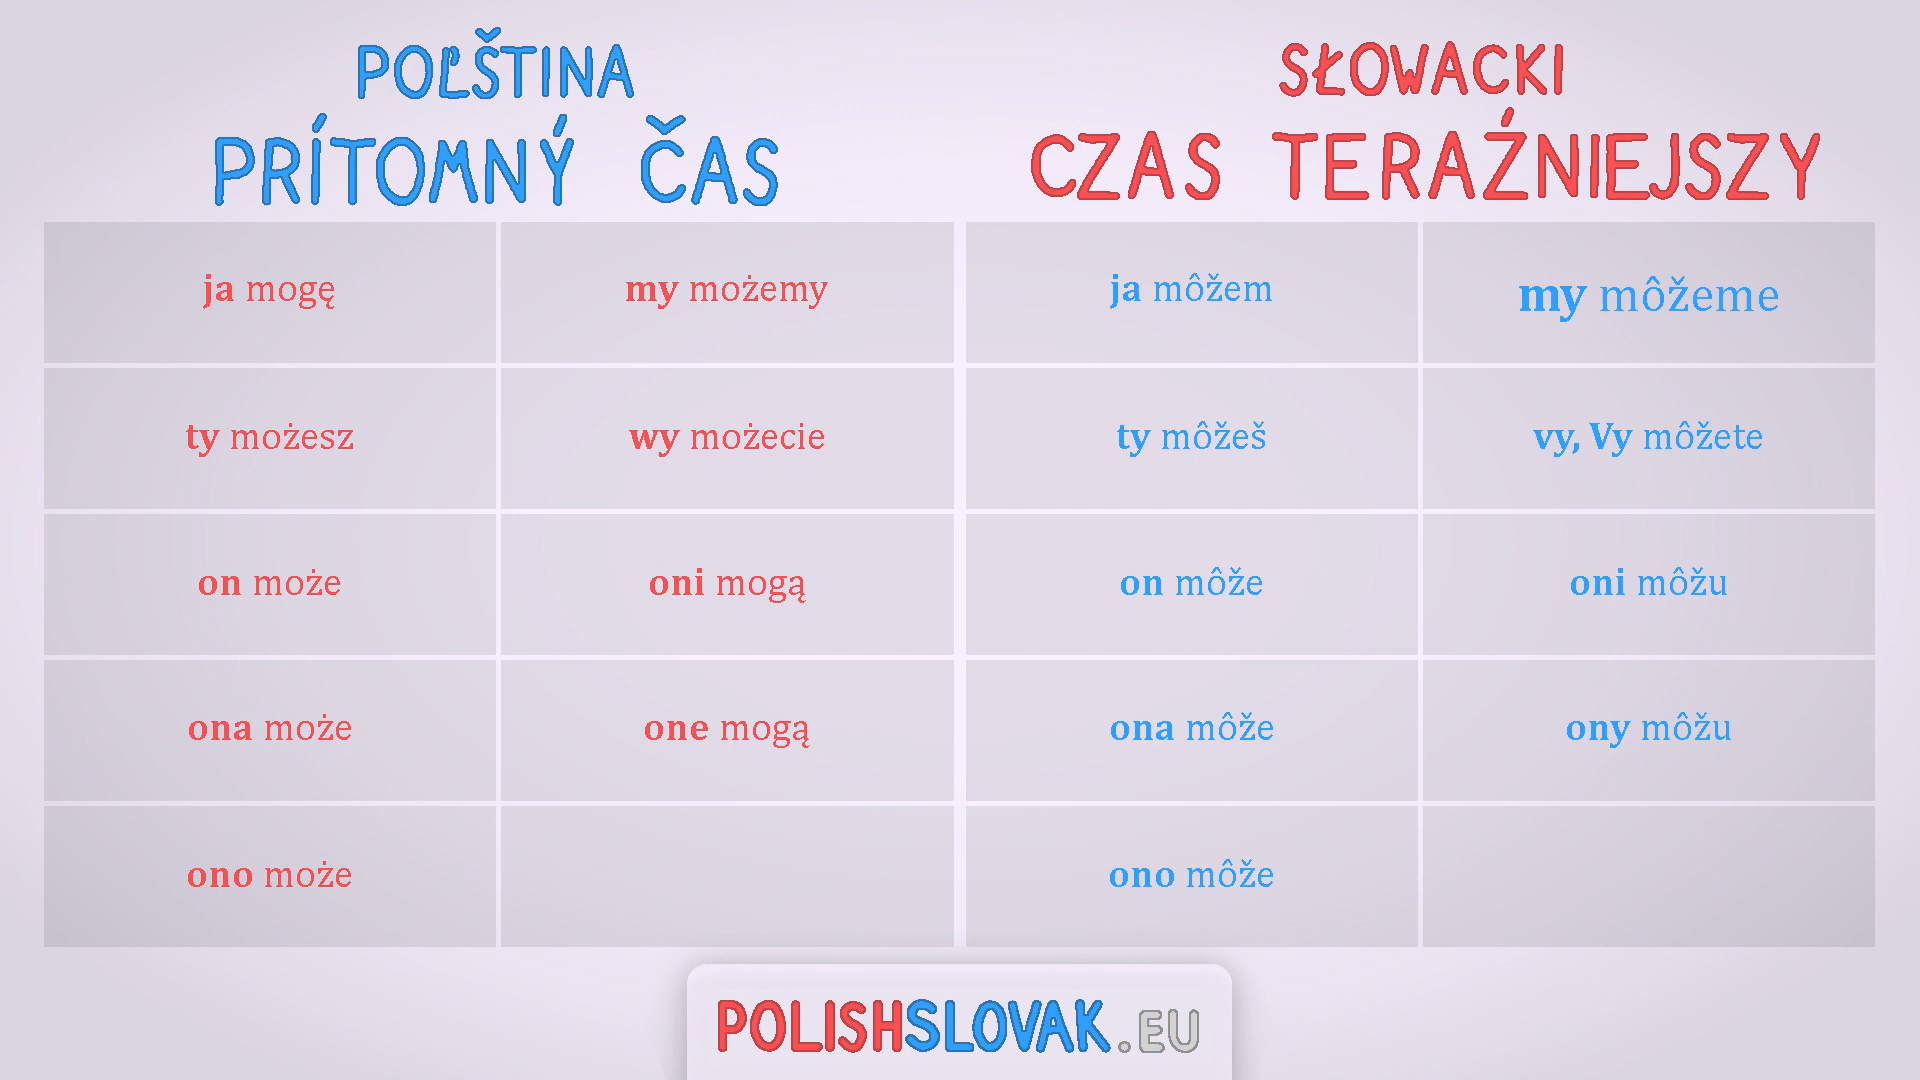 POĽŠTINA
PRÍTOMNÝ ČAS
SŁOWACKI
CZAS TERAŹNIEJSZY
ja mogę
my możemy
ja môžem
my môžeme
ty możesz
wy możecie
ty môžeš
vy, Vy môžete
on może
oni mogą
on môže
oni môžu
ona może
one mogą
ona môže
ony môžu
ono może
ono môže
POLISHSLOVAK.EU